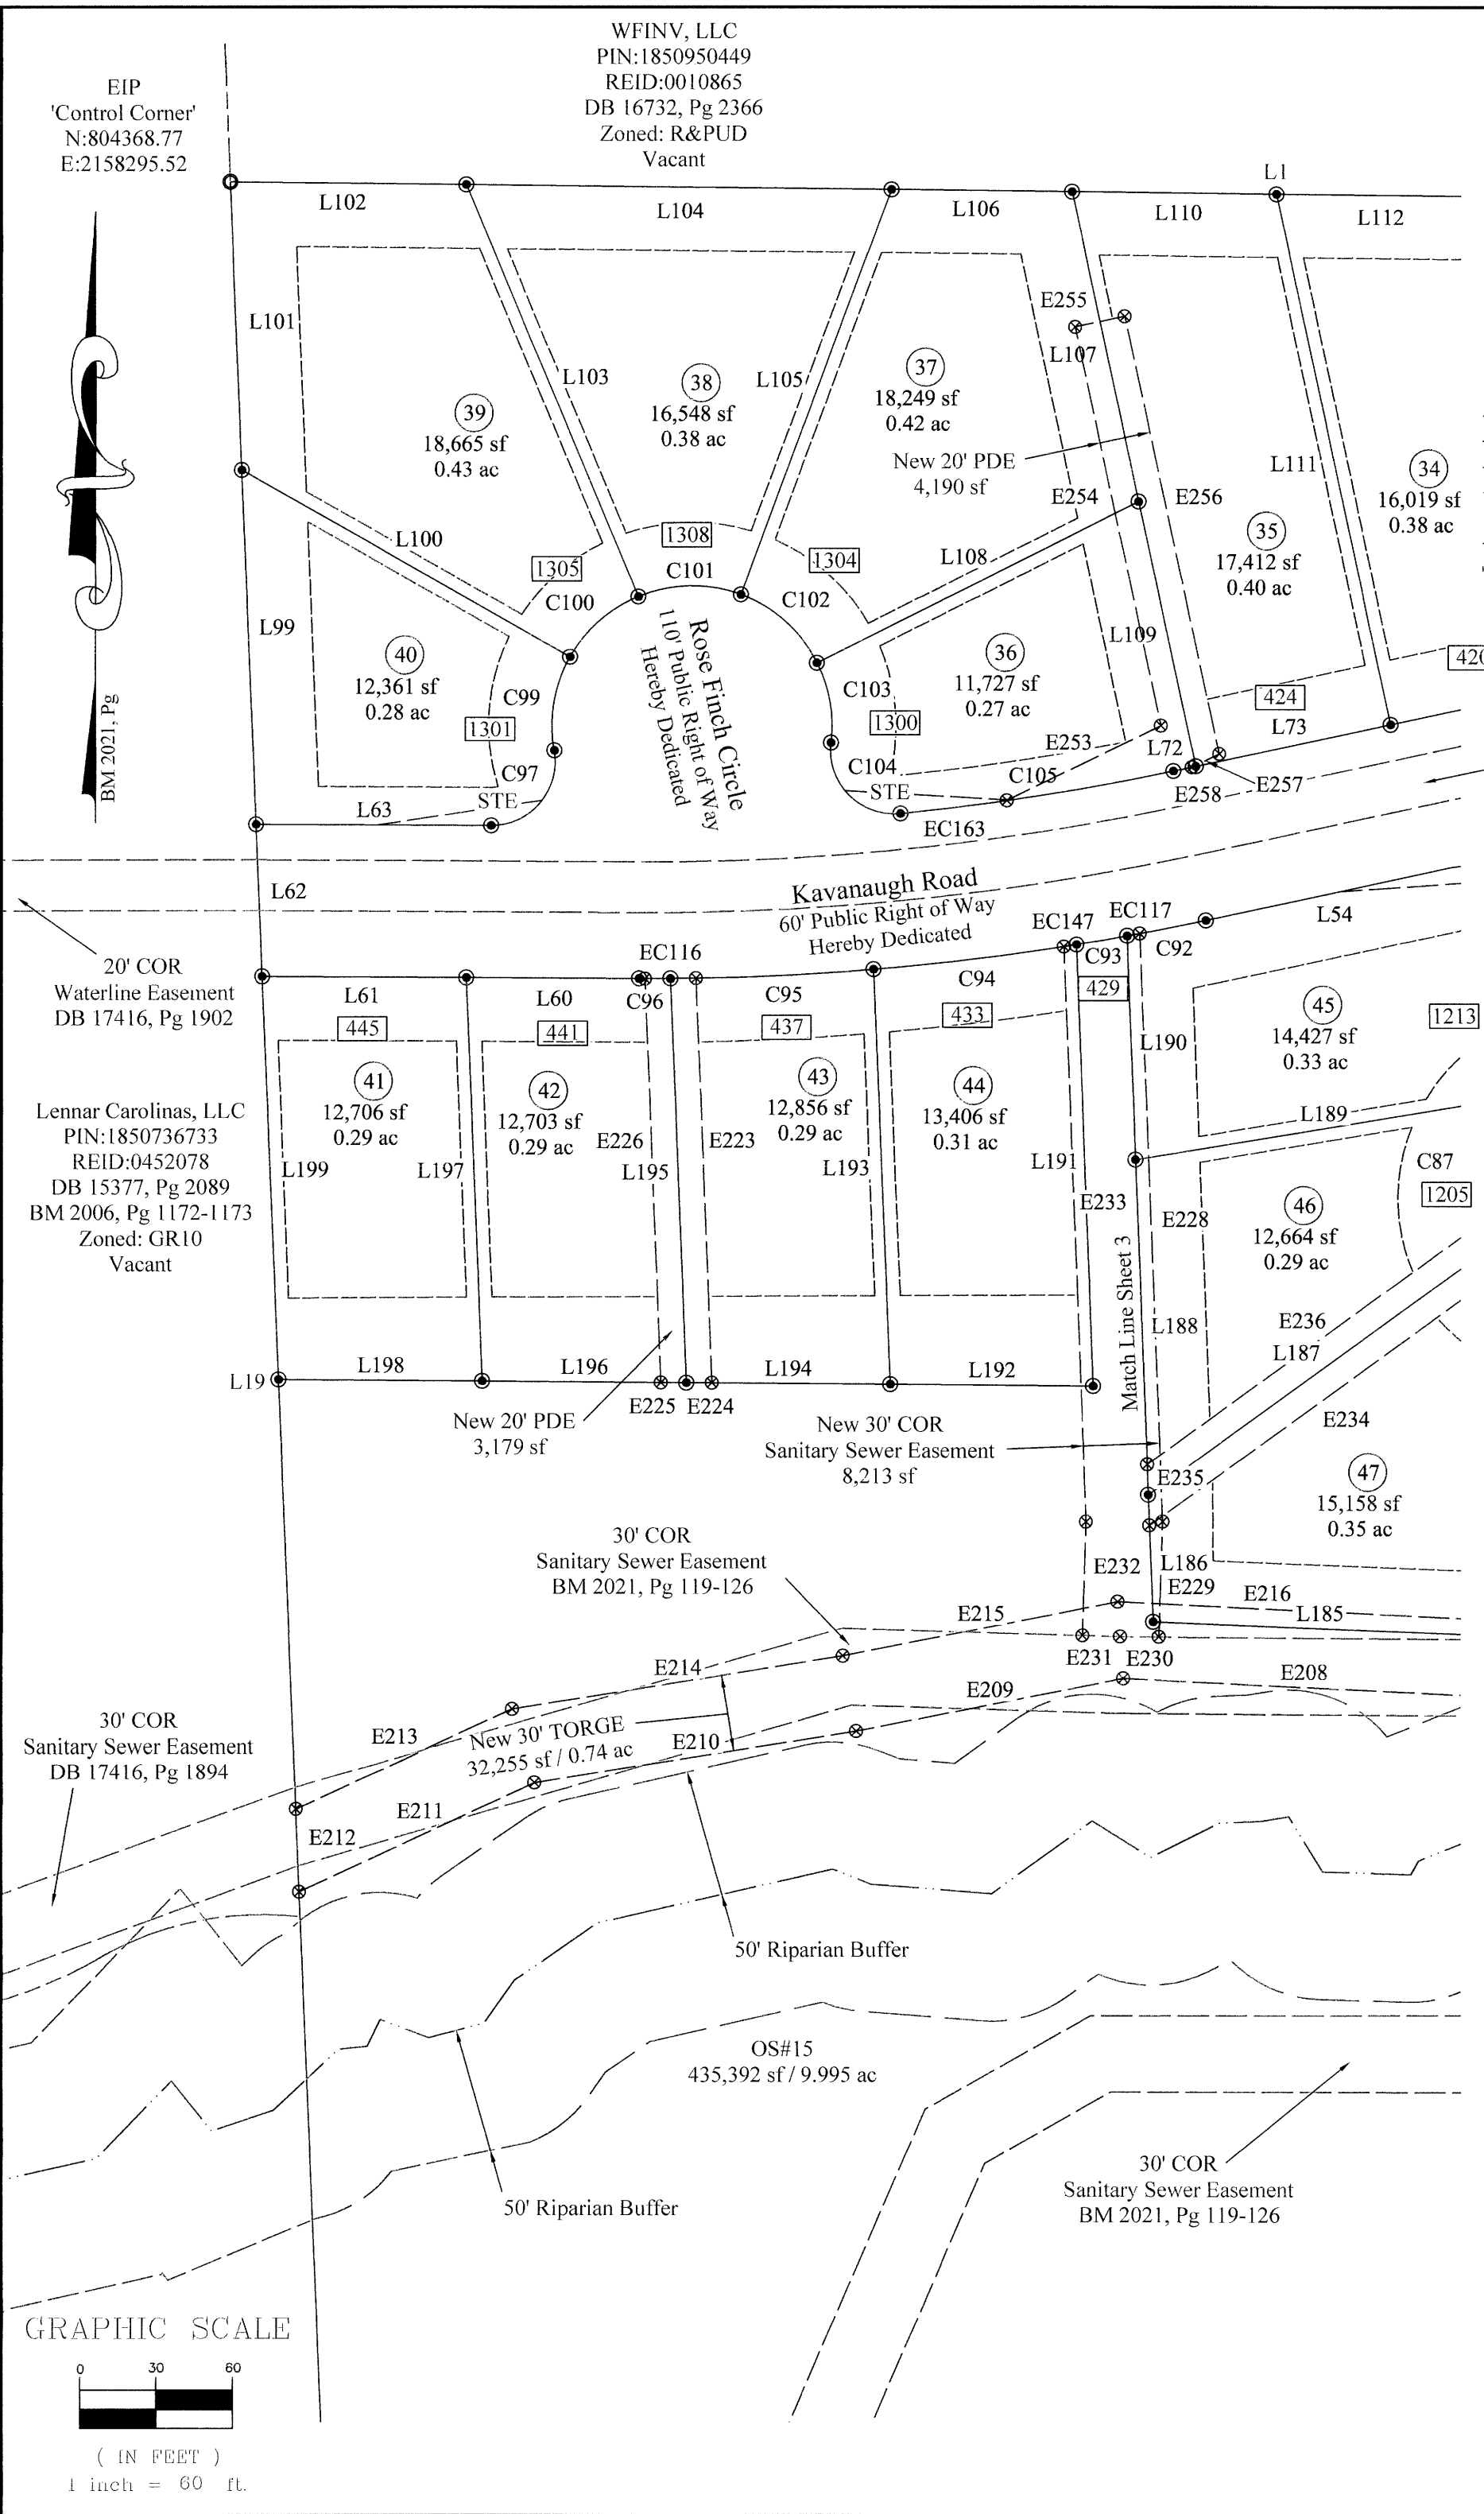 WFINV, LLC
PIN:1850950449
REID:0010865
DB 16732, Pg 2366
Zoned: R&PUD
Vacant
EIP
'Control Corner'
N:804368.77
E:2158295.52
L1
L102
L104
L106
L110
L112
BM 2021, Pg
L101
L103
L105
E255
L107
39
18,665 sf
0.43 ac
38
16,548 sf
0.38 ac
37
18,249 sf
0.42 ac
New 20' PDE
4,190 sf
E254
E256
L111
34
16,019 sf
0.38 ac
35
17,412 sf
0.40 ac
L100
1305
1308
1304
C100
C101
C102
L108
L109
L99
40
12,361 sf
0.28 ac
1301
C99
C97
Rose Finch Circle
110' Public Right of Way
Hereby Dedicated
36
11,727 sf
0.27 ac
C103
1300
C104
E253
C105
L72
424
L73
420
E257
E258
L63
STE
STE
EC163
L62
Kavanaugh Road
60' Public Right of Way
Hereby Dedicated
20' COR
Waterline Easement
DB 17416, Pg 1902
EC116
EC147
EC117
L54
L61
L60
C96
C95
C94
C93
C92
445
441
437
433
429
L190
45
14,427 sf
0.33 ac
1213
Lennar Carolinas, LLC
PIN:1850736733
REID:0452078
DB 15377, Pg 2089
BM 2006, Pg 1172-1173
Zoned: GR10
Vacant
41
12,706 sf
0.29 ac
42
12,703 sf
0.29 ac
43
12,856 sf
0.29 ac
44
13,406 sf
0.31 ac
L199
L197
E226
L195
E223
L193
L191
E233
L189
C87
1205
E228
46
12,664 sf
0.29 ac
Match Line Sheet 3
L188
E236
L187
L19
L198
L196
L194
L192
E225
E224
New 20' PDE
3,179 sf
New 30' COR
Sanitary Sewer Easement
8,213 sf
E234
E235
47
15,158 sf
0.35 ac
30' COR
Sanitary Sewer Easement
BM 2021, Pg 119-126
E232
L186
E229
E216
L185
E215
E231
E230
E214
E209
E208
30' COR
Sanitary Sewer Easement
DB 17416, Pg 1894
E213
New 30' TORGE
32,255 sf / 0.74 ac
E210
E211
E212
50' Riparian Buffer
OS#15
435,392 sf / 9.995 ac
50' Riparian Buffer
30' COR
Sanitary Sewer Easement
BM 2021, Pg 119-126
GRAPHIC SCALE
0 30 60
( IN FEET )
1 inch = 60 ft.